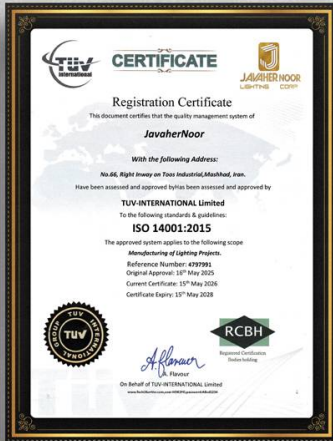 TÜV
International
CERTIFICATE
JAVAHER NOOR
LIGHTING CORP
Registration Certificate
This document certifies that the quality management system of
JavaherNoor
With the following Address:
No.66, Right Inway on Toos Industrial,Mashhad, Iran.
Have been assessed and approved byHas been assessed and approved by
TUV-INTERNATIONAL Limited
To the following standards & guidelines:
ISO 14001:2015
The approved system applies to the following scope
Manufacturing of Lighting Projects.
Reference Number: 4797991
Original Approval: 16th May 2025
Current Certificate: 15th May 2026
Certificate Expiry: 15th May 2028
TUV INTERNATIONAL GROUP
TUV
RCBH
Registered Certification
Bodies holding
A. Flavour
On Behalf of TUV-INTERNATIONAL Limited